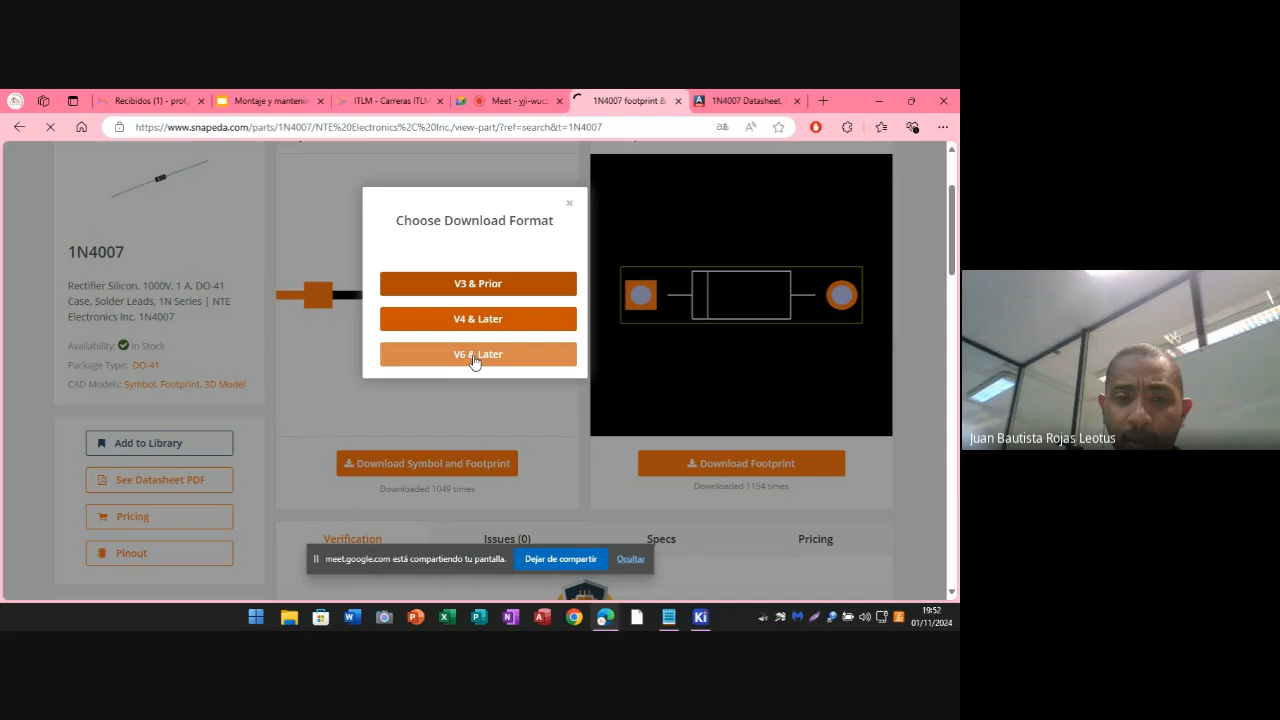 Recibidos (1) - prof.
Montaje y mantenin
ITLM - Carreras ITLM
Meet - yji-wuc
1N4007 footprint &
1N4007 Datasheet,
https://www.snapeda.com/parts/1N4007/NTE%20Electronics%2C%20Inc./view-part/?ref=search&t=1N4007
Choose Download Format
V3 & Prior
V4 & Later
V6 & Later
1N4007
Rectifier Silicon, 1000V, 1 A, DO-41
Case, Solder Leads, 1N Series | NTE
Electronics Inc. 1N4007
Availability: In Stock
Package Type: DO-41
CAD Models: Symbol, Footprint, 3D Model
Add to Library
See Datasheet PDF
Pricing
Pinout
Download Symbol and Footprint
Downloaded 1049 times
Download Footprint
Downloaded 1154 times
Verification
Issues (0)
Specs
Pricing
meet.google.com está compartiendo tu pantalla.
Dejar de compartir
Ocultar
Ki
19:52
01/11/2024
Juan Bautista Rojas Leotus